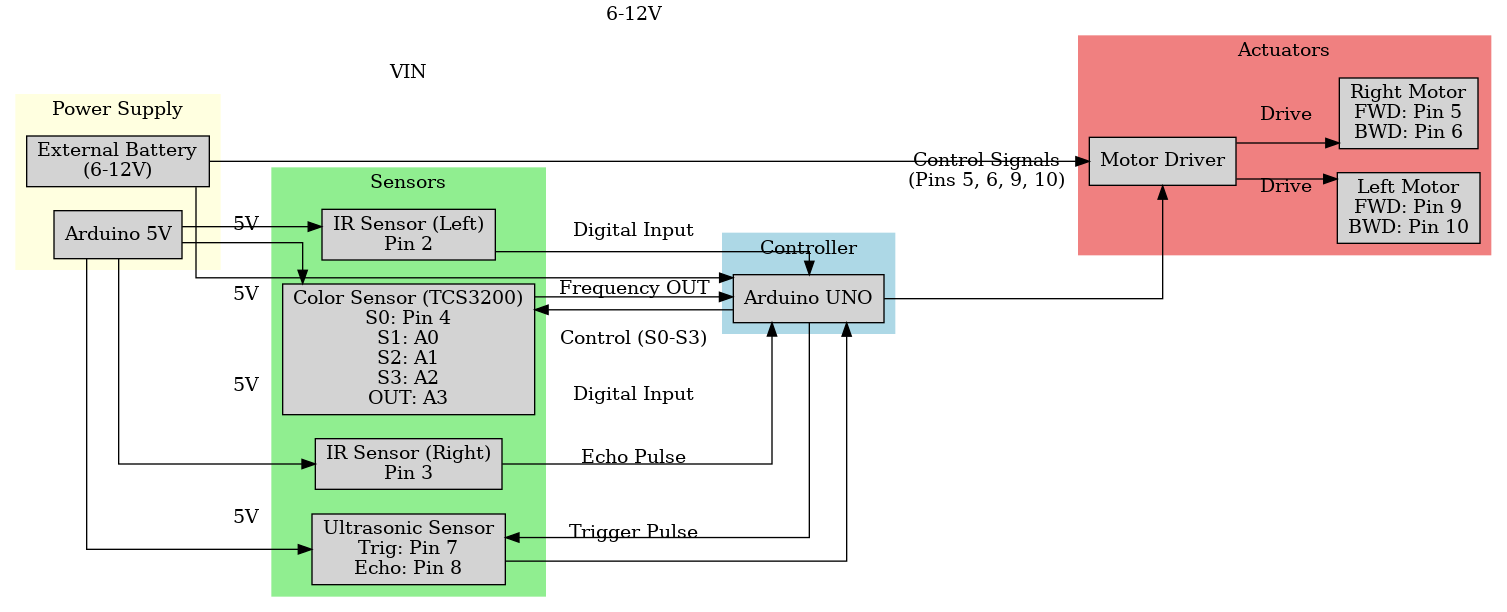 6-12V
VIN
Power Supply
External Battery
(6-12V)
Arduino 5V
5V
5V
5V
5V
Sensors
IR Sensor (Left)
Pin 2
Color Sensor (TCS3200)
S0: Pin 4
S1: A0
S2: A1
S3: A2
OUT: A3
IR Sensor (Right)
Pin 3
Ultrasonic Sensor
Trig: Pin 7
Echo: Pin 8
Digital Input
Frequency OUT
Control (S0-S3)
Digital Input
Echo Pulse
Trigger Pulse
Controller
Arduino UNO
Control Signals
(Pins 5, 6, 9, 10)
Actuators
Motor Driver
Drive
Drive
Right Motor
FWD: Pin 5
BWD: Pin 6
Left Motor
FWD: Pin 9
BWD: Pin 10